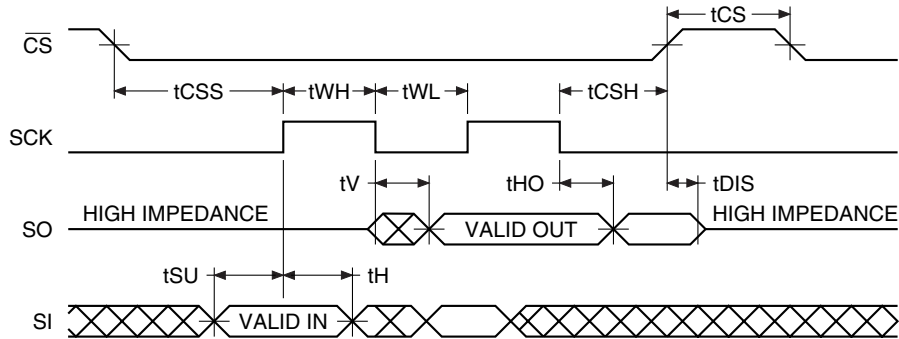 tCS
CS
tCSS tWH tWL tCSH
SCK
tV tHO tDIS
HIGH IMPEDANCE HIGH IMPEDANCE
SO VALID OUT
tSU tH
SI VALID IN